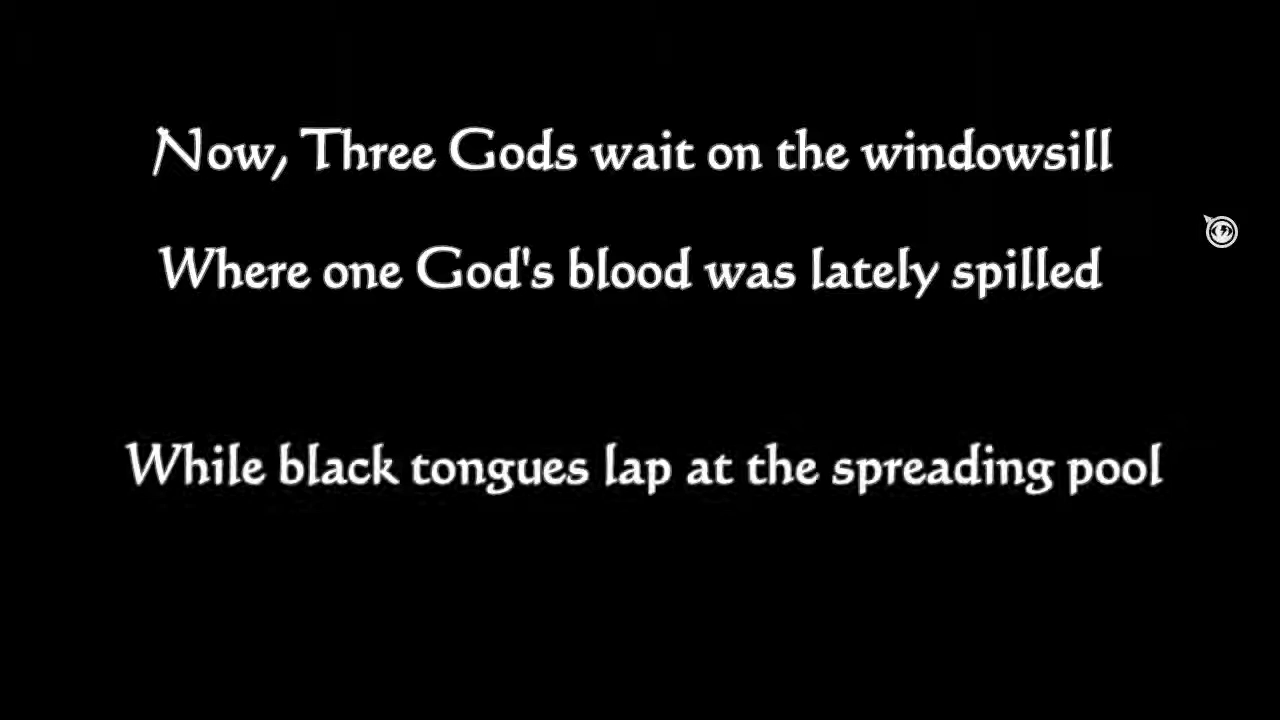 Now, Three Gods wait on the windowsill
Where one God's blood was lately spilled
While black tongues lap at the spreading pool